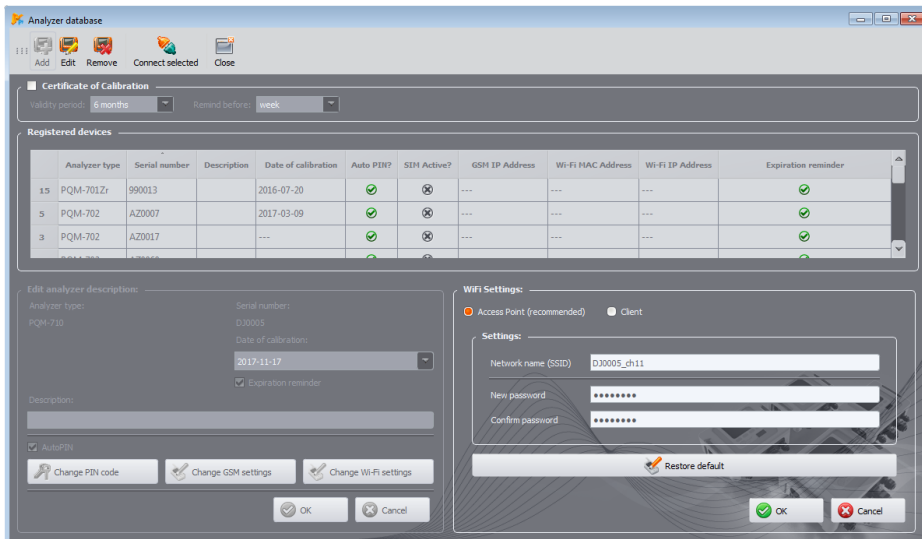 Analyzer database
Add Edit Remove Connect selected Close
Certificate of Calibration
Validity period: 6 months Remind before: week
Registered devices
Analyzer type Serial number Description Date of calibration Auto PIN? SIM Active? GSM IP Address Wi-Fi MAC Address Wi-Fi IP Address Expiration reminder
15 PQM-701Zr 990013 2016-07-20 --- --- ---
5 PQM-702 AZ0007 2017-03-09 --- --- ---
3 PQM-702 AZ0017 --- --- --- ---
Edit analyzer description:
Analyzer type: Serial number:
PQM-710 DJ0005
Date of calibration:
2017-11-17
Expiration reminder
Description:
AutoPIN
Change PIN code Change GSM settings Change Wi-Fi settings
OK Cancel
WiFi Settings:
Access Point (recommended) Client
Settings:
Network name (SSID) DJ0005_ch11
New password ●●●●●●●●
Confirm password ●●●●●●●●
Restore default
OK Cancel